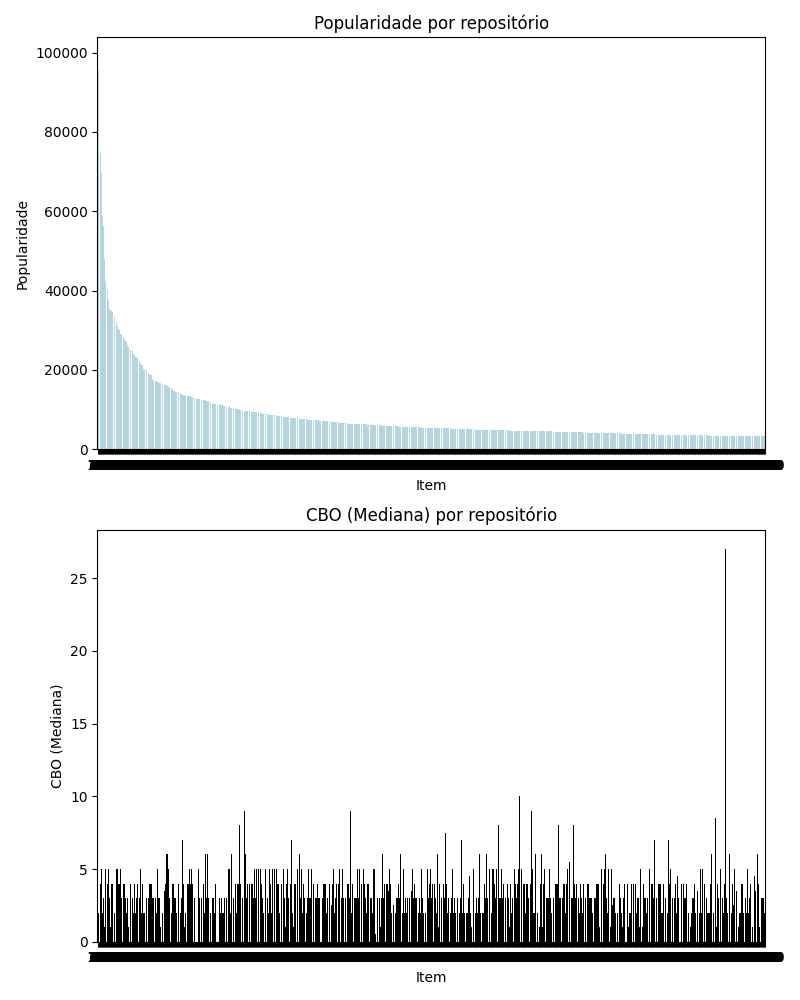 Popularidade por repositório
100000
80000
60000
40000
20000
0
Popularidade
Item
CBO (Mediana) por repositório
25
20
15
10
5
0
CBO (Mediana)
Item